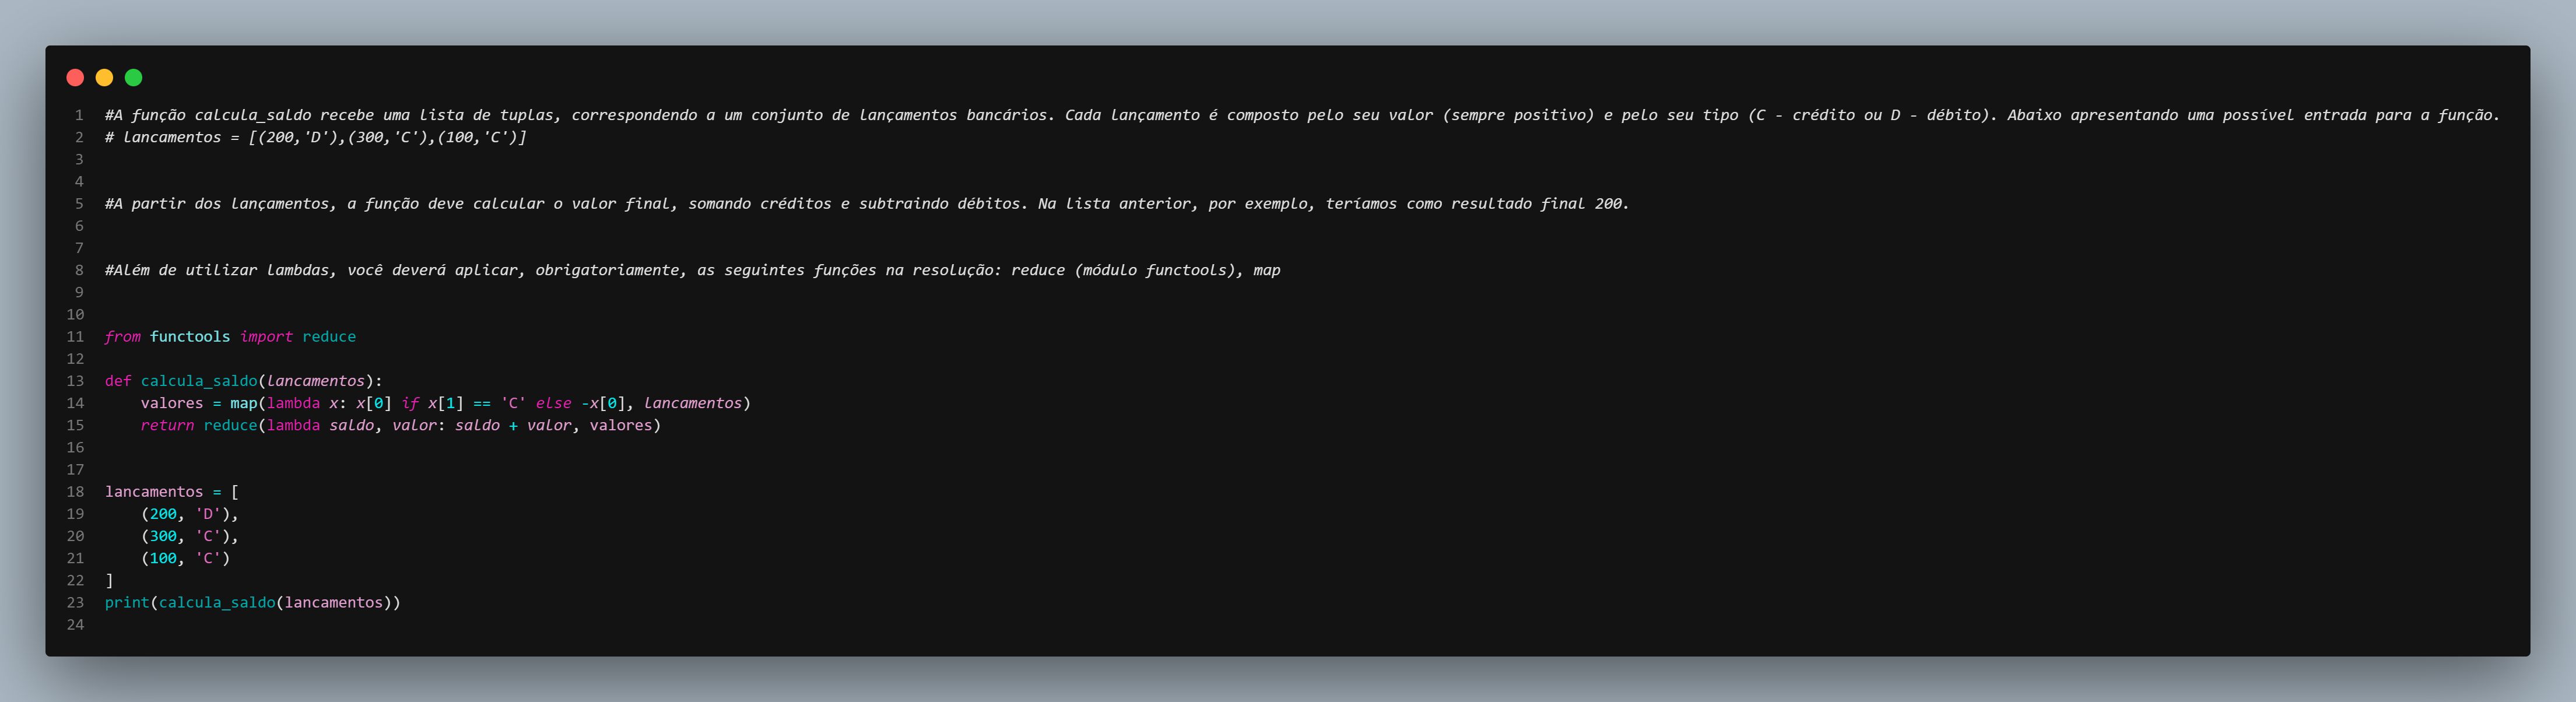 1 #A função calcula_saldo recebe uma lista de tuplas, correspondendo a um conjunto de lançamentos bancários. Cada lançamento é composto pelo seu valor (sempre positivo) e pelo seu tipo (C - crédito ou D - débito). Abaixo apresentando uma possível entrada para a função.
2 # lancamentos = [(200,'D'),(300,'C'),(100,'C')]
3
4
5 #A partir dos lançamentos, a função deve calcular o valor final, somando créditos e subtraindo débitos. Na lista anterior, por exemplo, teríamos como resultado final 200.
6
7
8 #Além de utilizar lambdas, você deverá aplicar, obrigatoriamente, as seguintes funções na resolução: reduce (módulo functools), map
9
10
11 from functools import reduce
12
13 def calcula_saldo(lancamentos):
14     valores = map(lambda x: x[0] if x[1] == 'C' else -x[0], lancamentos)
15     return reduce(lambda saldo, valor: saldo + valor, valores)
16
17
18 lancamentos = [
19     (200, 'D'),
20     (300, 'C'),
21     (100, 'C')
22 ]
23 print(calcula_saldo(lancamentos))
24